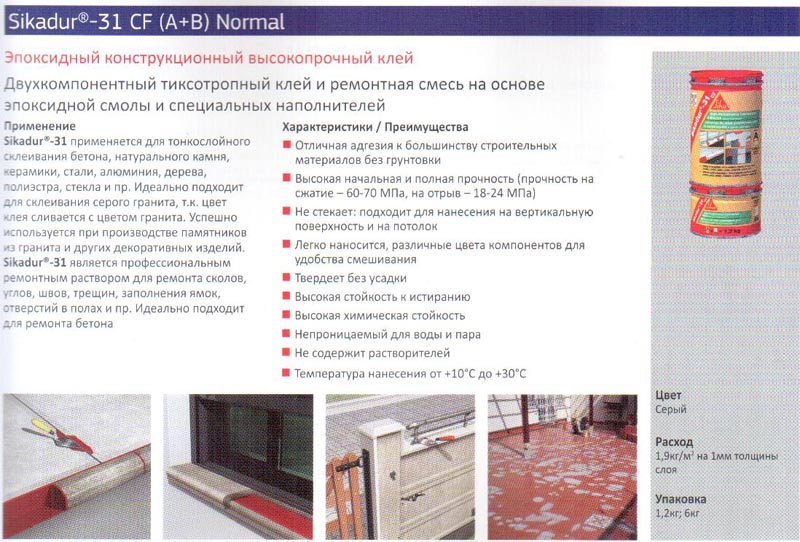 Sikadur®-31 CF (A+B) Normal
Эпоксидный конструкционный высокопрочный клей
Двухкомпонентный тиксотропный клей и ремонтная смесь на основе
эпоксидной смолы и специальных наполнителей
Применение
Sikadur®-31 применяется для тонкослойного
склеивания бетона, натурального камня,
керамики, стали, алюминия, дерева,
полиэстра, стекла и пр. Идеально подходит
для склеивания серого гранита, т.к. цвет
клея сливается с цветом гранита. Успешно
используется при производстве памятников
из гранита и других декоративных изделий.
Sikadur®-31 является профессиональным
ремонтным раствором для ремонта сколов,
углов, швов, трещин, заполнения ямок,
отверстий в полах и пр. Идеально подходит
для ремонта бетона
Характеристики / Преимущества
Отличная адгезия к большинству строительных
материалов без грунтовки
Высокая начальная и полная прочность (прочность на
сжатие – 60-70 МПа, на отрыв – 18-24 МПа)
Не стекает: подходит для нанесения на вертикальную
поверхность и на потолок
Легко наносится, различные цвета компонентов для
удобства смешивания
Твердеет без усадки
Высокая стойкость к истиранию
Высокая химическая стойкость
Непроницаемый для воды и пара
Не содержит растворителей
Температура нанесения от +10°C до +30°C
Sikadur®-31
Цвет
Серый
Расход
1,9кг/м² на 1мм толщины
слоя
Упаковка
1,2кг; 6кг